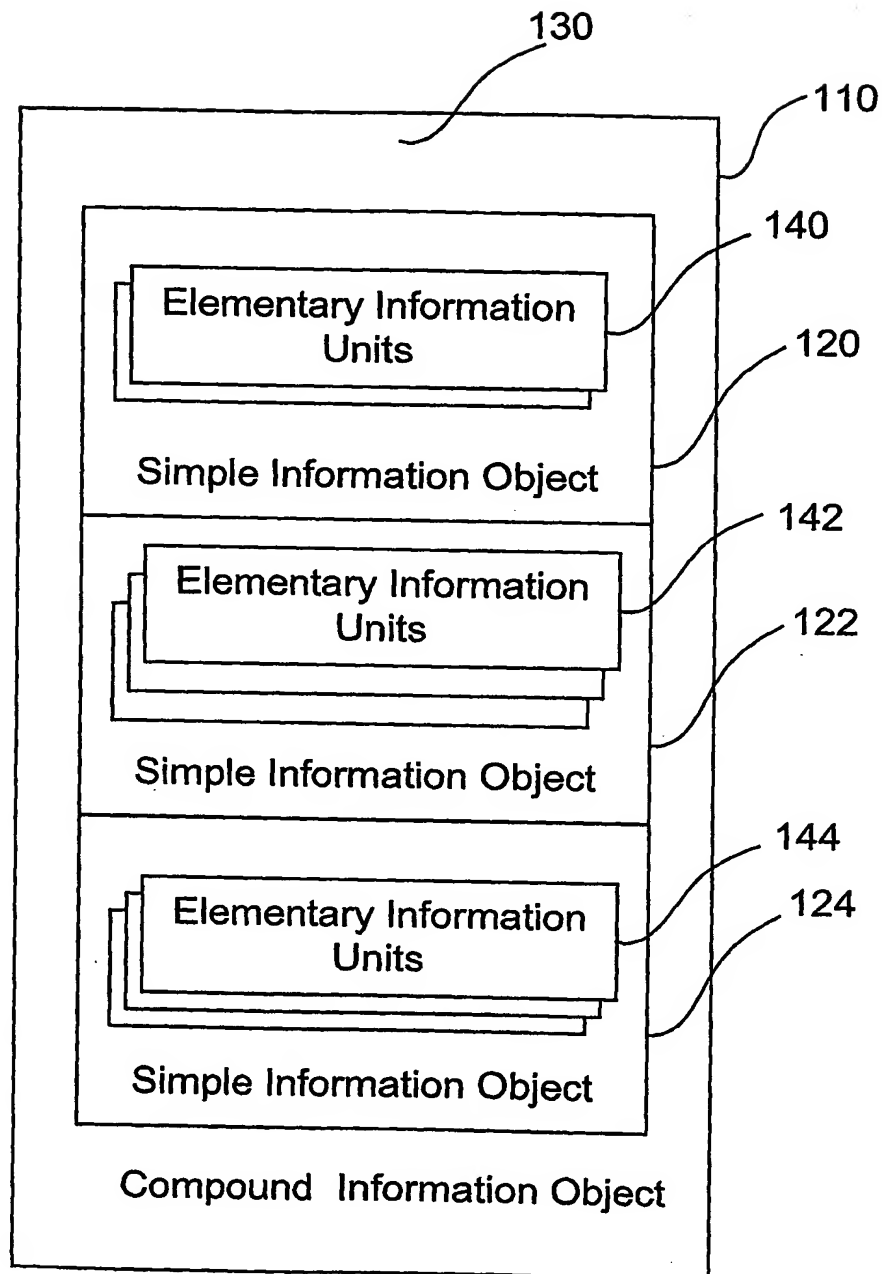 130
110
140
Elementary Information
Units
120
Simple Information Object
142
Elementary Information
Units
122
Simple Information Object
144
Elementary Information
Units
124
Simple Information Object
Compound Information Object